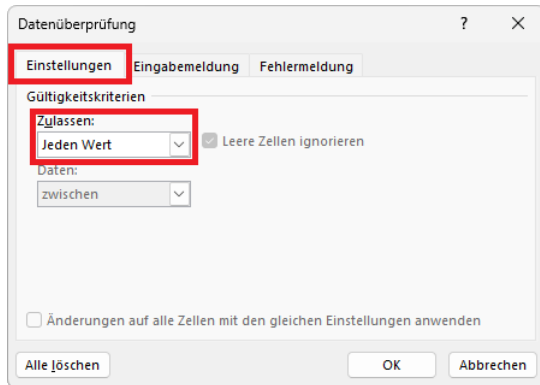 Datenüberprüfung ? ×
Einstellungen Eingabemeldung Fehlermeldung
Gültigkeitskriterien
Zulassen:
Jeden Wert Leere Zellen ignorieren
Daten:
zwischen
Änderungen auf alle Zellen mit den gleichen Einstellungen anwenden
Alle löschen OK Abbrechen